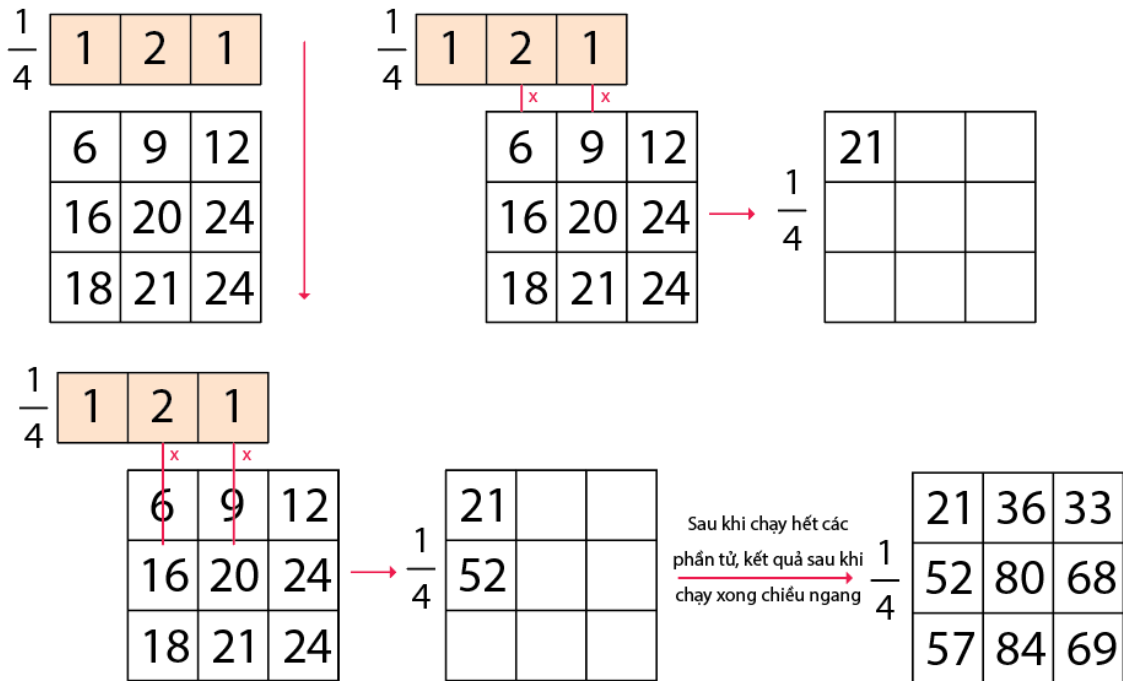 1
4
1 2 1
6 9 12
16 20 24
18 21 24
1
4
1 2 1
x x
6 9 12
16 20 24
18 21 24
1
4
21
1
4
1 2 1
x x
6 9 12
16 20 24
18 21 24
1
4
21
52
Sau khi chạy hết các
phần tử, kết quả sau khi
chạy xong chiều ngang
1
4
21 36 33
52 80 68
57 84 69